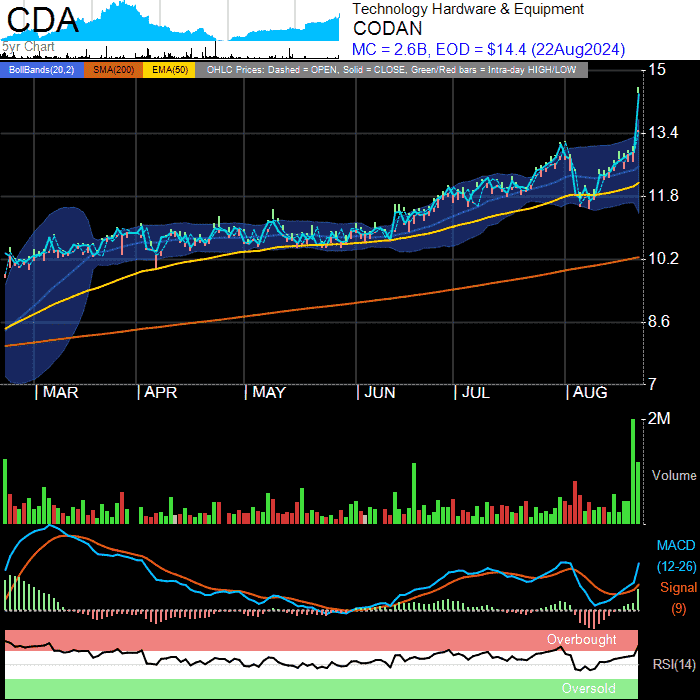 CDA
Technology Hardware & Equipment
CODAN
MC = 2.6B, EOD = $14.4 (22Aug2024)
5yr Chart
BollBands(20,2) SMA(200) EMA(50) OHLC Prices: Dashed = OPEN, Solid = CLOSE, Green/Red bars = Intra-day HIGH/LOW
15
13.4
11.8
10.2
8.6
7
MAR APR MAY JUN JUL AUG
2M
Volume
MACD
(12-26)
Signal
(9)
Overbought
RSI(14)
Oversold